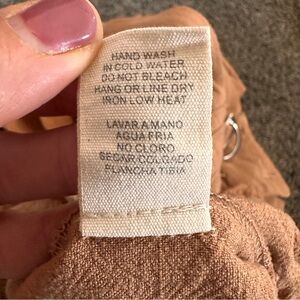 HAND WASH
IN COLD WATER
DO NOT BLEACH
HANG OR LINE DRY
IRON LOW HEAT
LAVAR A MANO
AGUA FRIA
NO CLORO
SECAR COLGADO
PLANCHA TIBIA